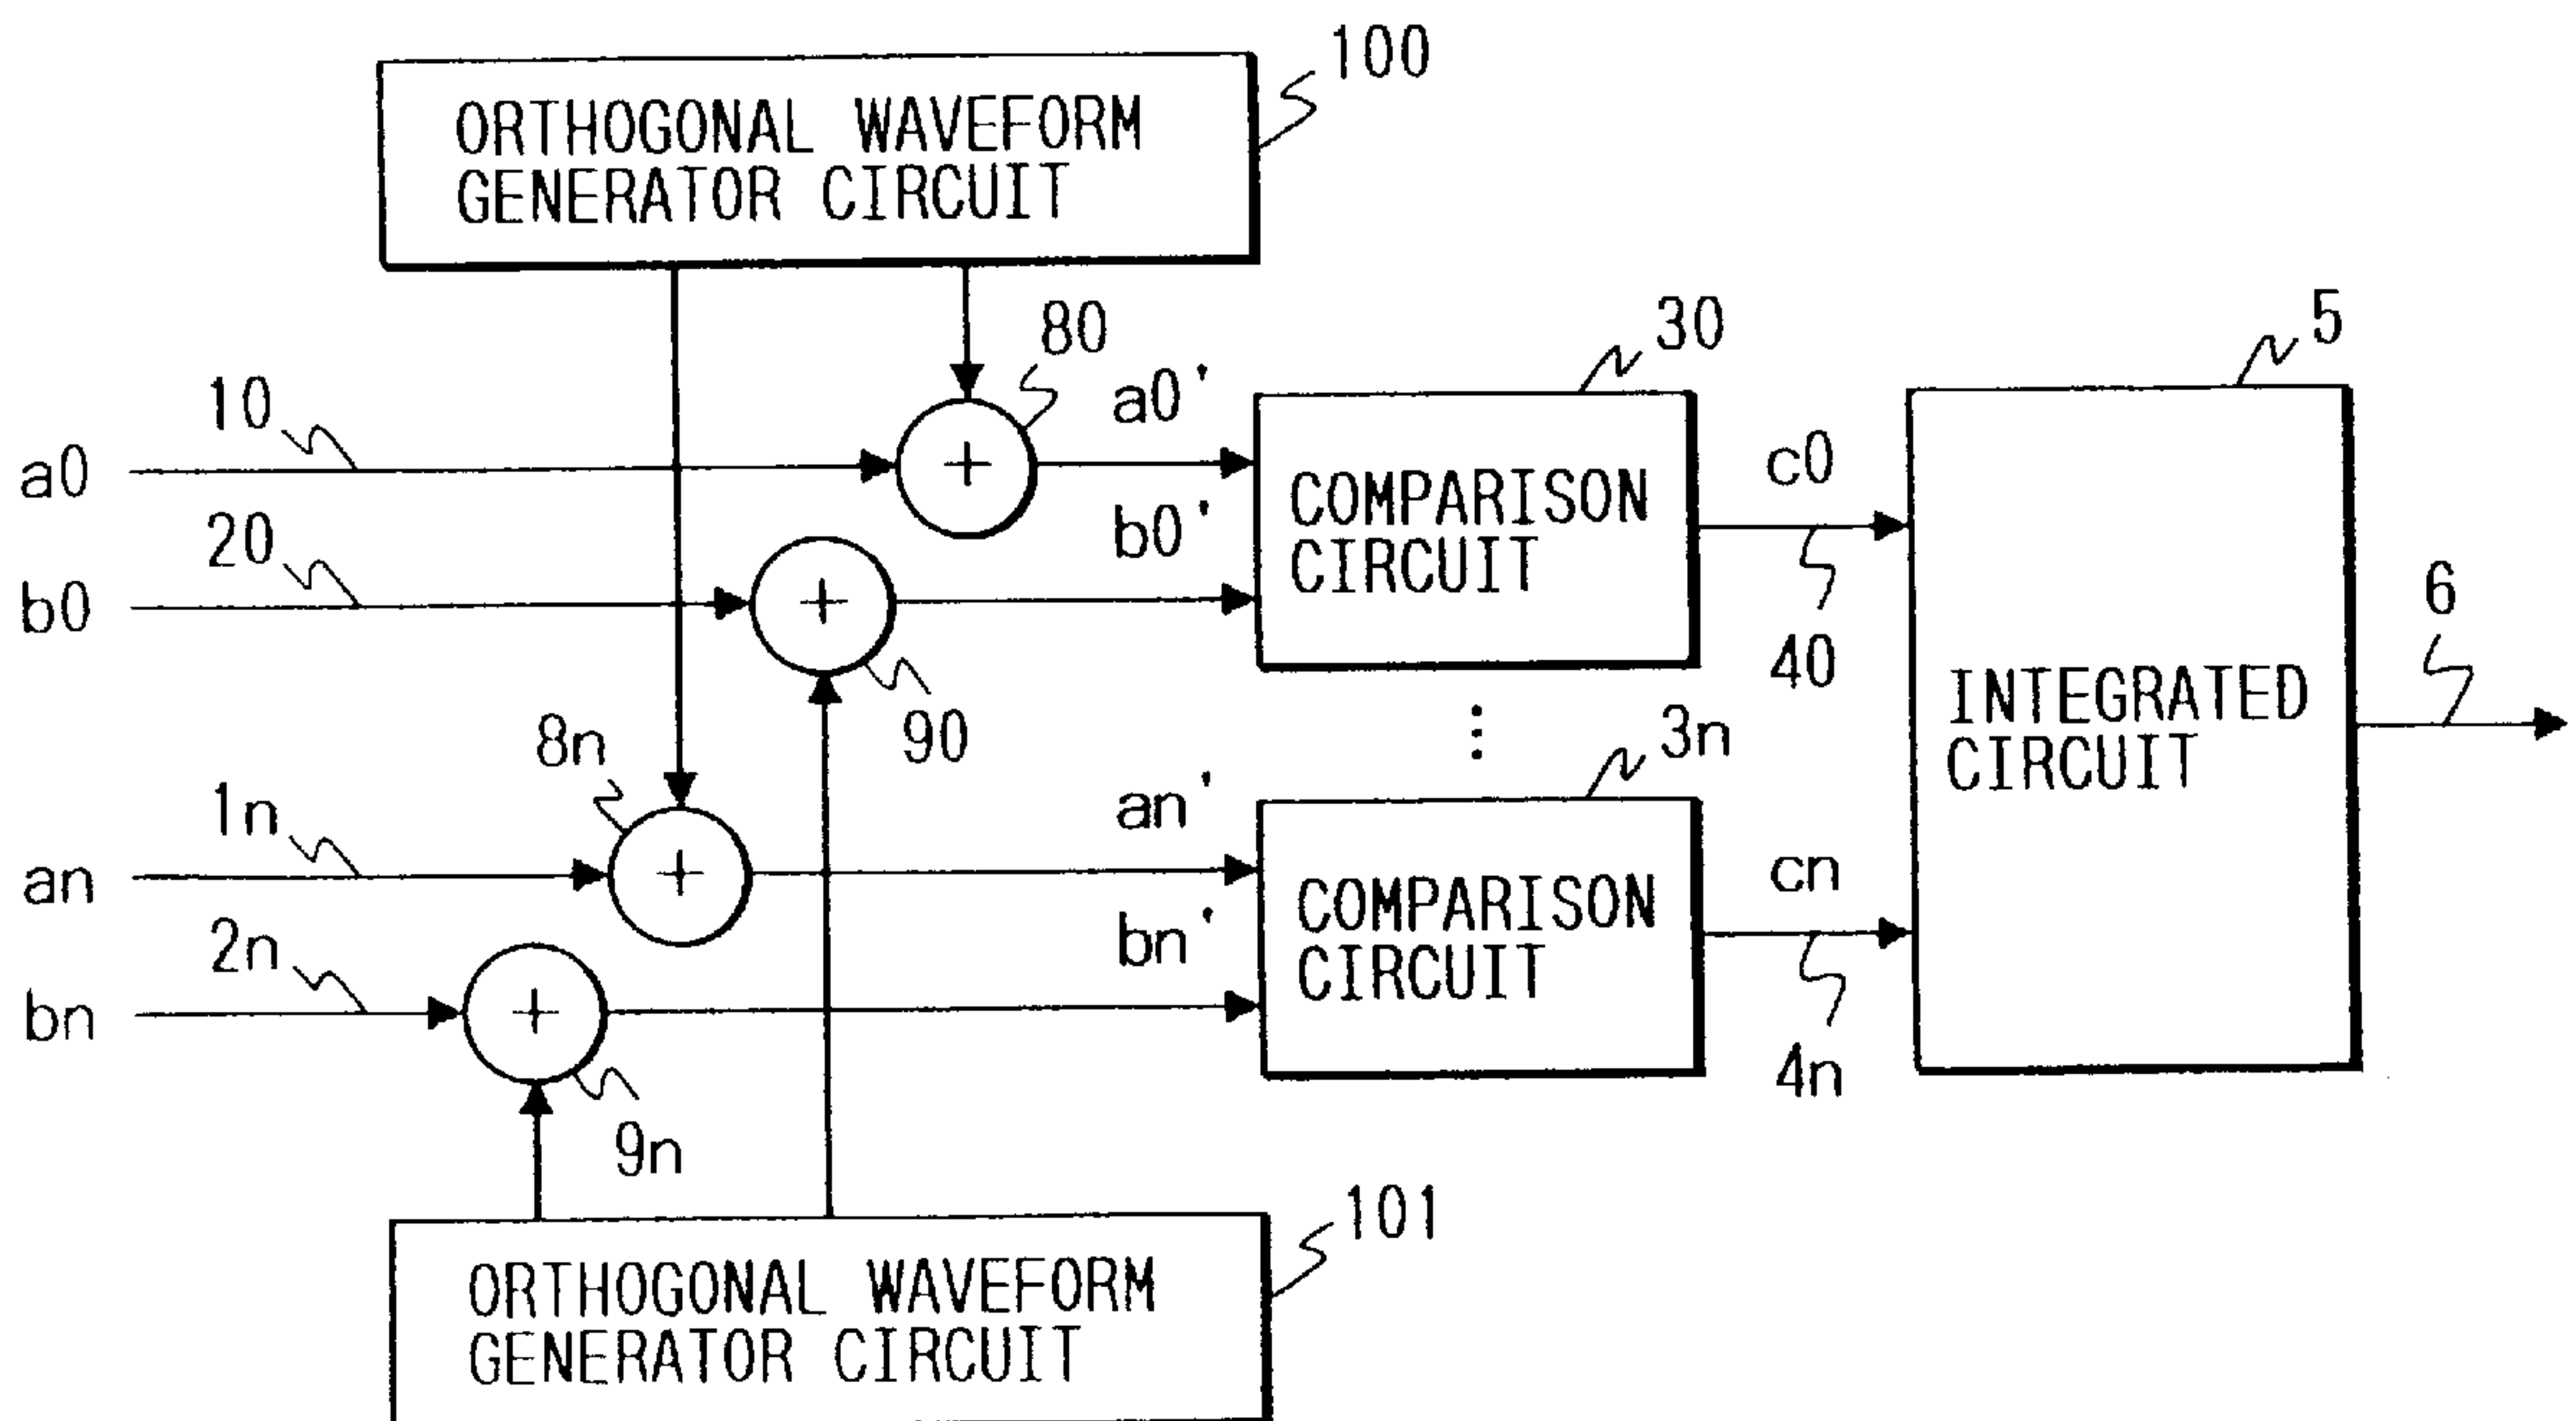 100
ORTHOGONAL WAVEFORM
GENERATOR CIRCUIT
80
30
5
10
a0'
a0
c0
COMPARISON
CIRCUIT
20
b0'
b0
6
40
INTEGRATED
CIRCUIT
90
8n
⋮
3n
1n
an'
an
cn
COMPARISON
CIRCUIT
2n
bn'
bn
4n
9n
101
ORTHOGONAL WAVEFORM
GENERATOR CIRCUIT
+
+
+
+